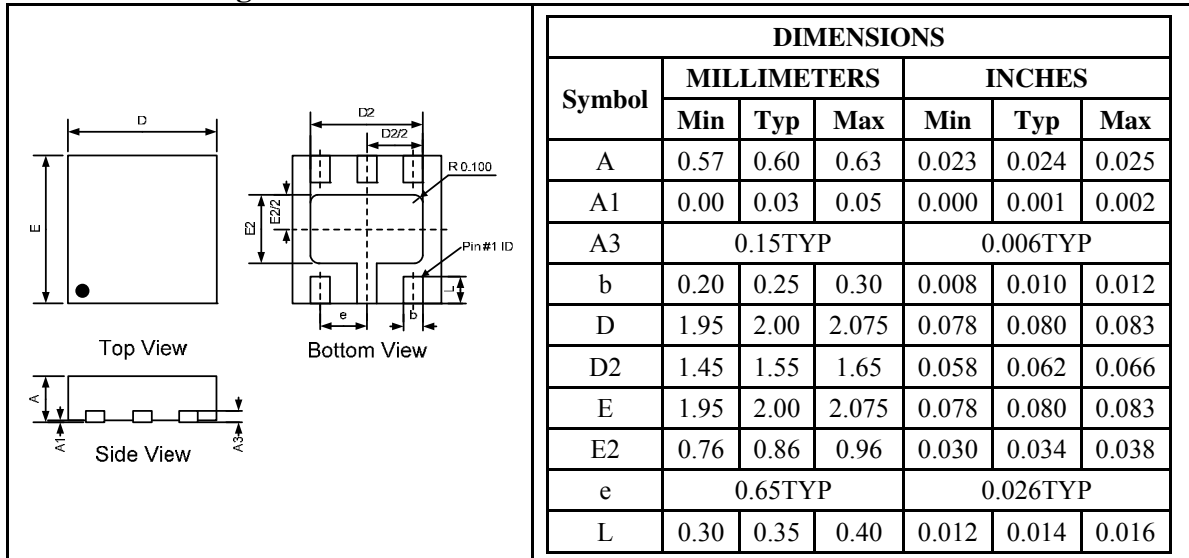 D
E
Top View
A
A1
A3
Side View
D2
D2/2
R 0.100
E2
E2/2
Pin #1 ID
L
e
b
Bottom View
DIMENSIONS
Symbol MILLIMETERS INCHES
Min Typ Max Min Typ Max
A 0.57 0.60 0.63 0.023 0.024 0.025
A1 0.00 0.03 0.05 0.000 0.001 0.002
A3 0.15TYP 0.006TYP
b 0.20 0.25 0.30 0.008 0.010 0.012
D 1.95 2.00 2.075 0.078 0.080 0.083
D2 1.45 1.55 1.65 0.058 0.062 0.066
E 1.95 2.00 2.075 0.078 0.080 0.083
E2 0.76 0.86 0.96 0.030 0.034 0.038
e 0.65TYP 0.026TYP
L 0.30 0.35 0.40 0.012 0.014 0.016